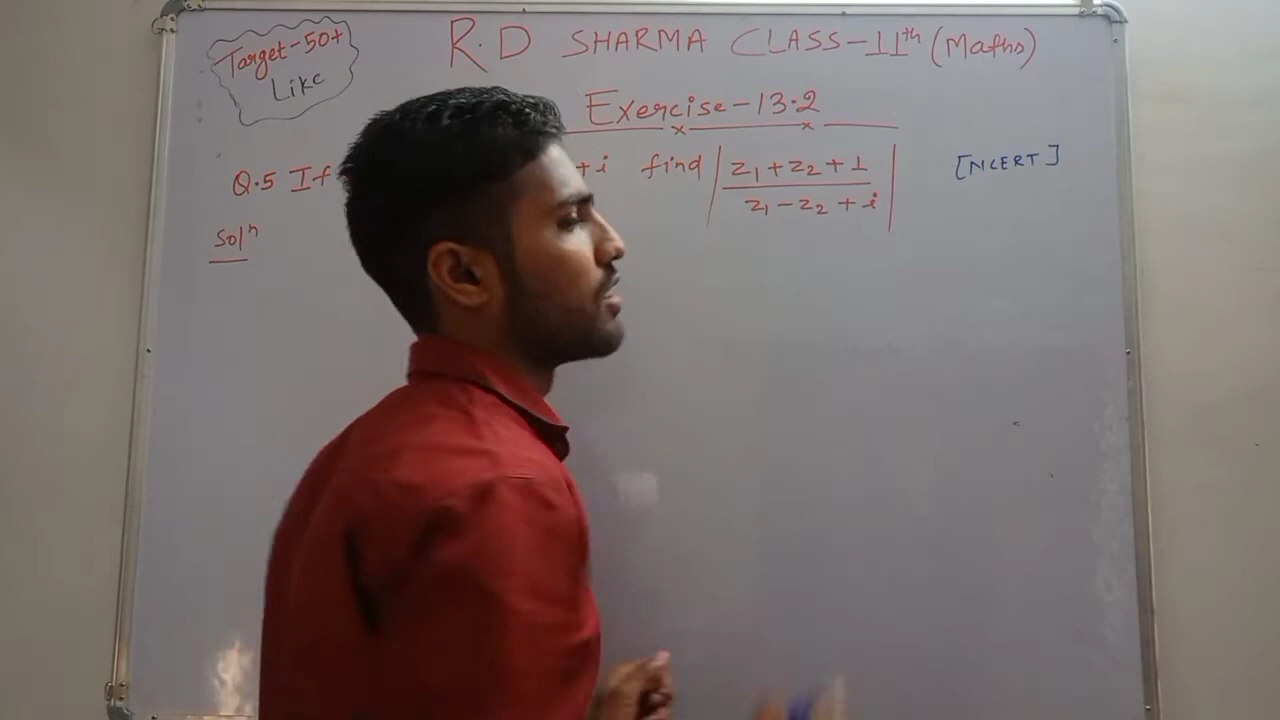 Target-50+
Like
R.D SHARMA CLASS-11th (Maths)
Exercise-13.2
Q.5 If +i find |z1+z2+1 / z1-z2+i| [NCERT]
Solⁿ